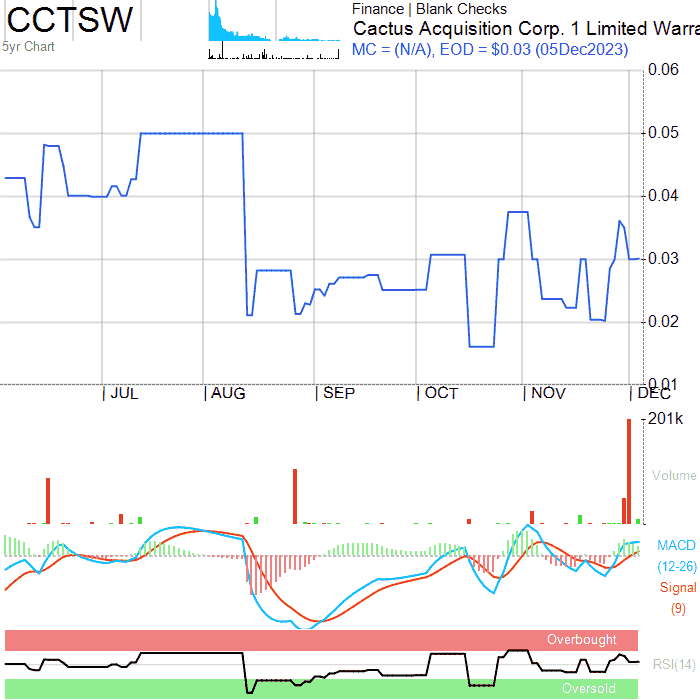 CCTSW
5yr Chart
Finance | Blank Checks
Cactus Acquisition Corp. 1 Limited Warra
MC = (N/A), EOD = $0.03 (05Dec2023)
0.06
0.05
0.04
0.03
0.02
0.01
| JUL | AUG | SEP | OCT | NOV | DEC
201k
Volume
MACD
(12-26)
Signal
(9)
Overbought
RSI(14)
Oversold